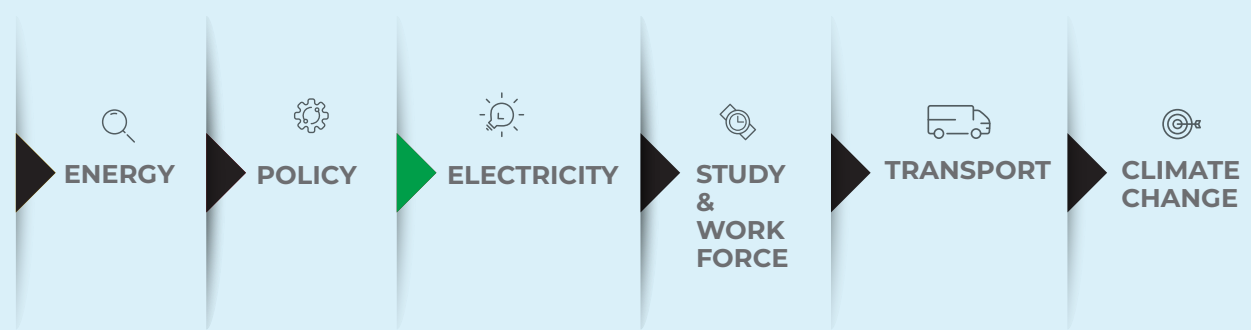 ENERGY
POLICY
ELECTRICITY
STUDY
&
WORK
FORCE
TRANSPORT
CLIMATE
CHANGE